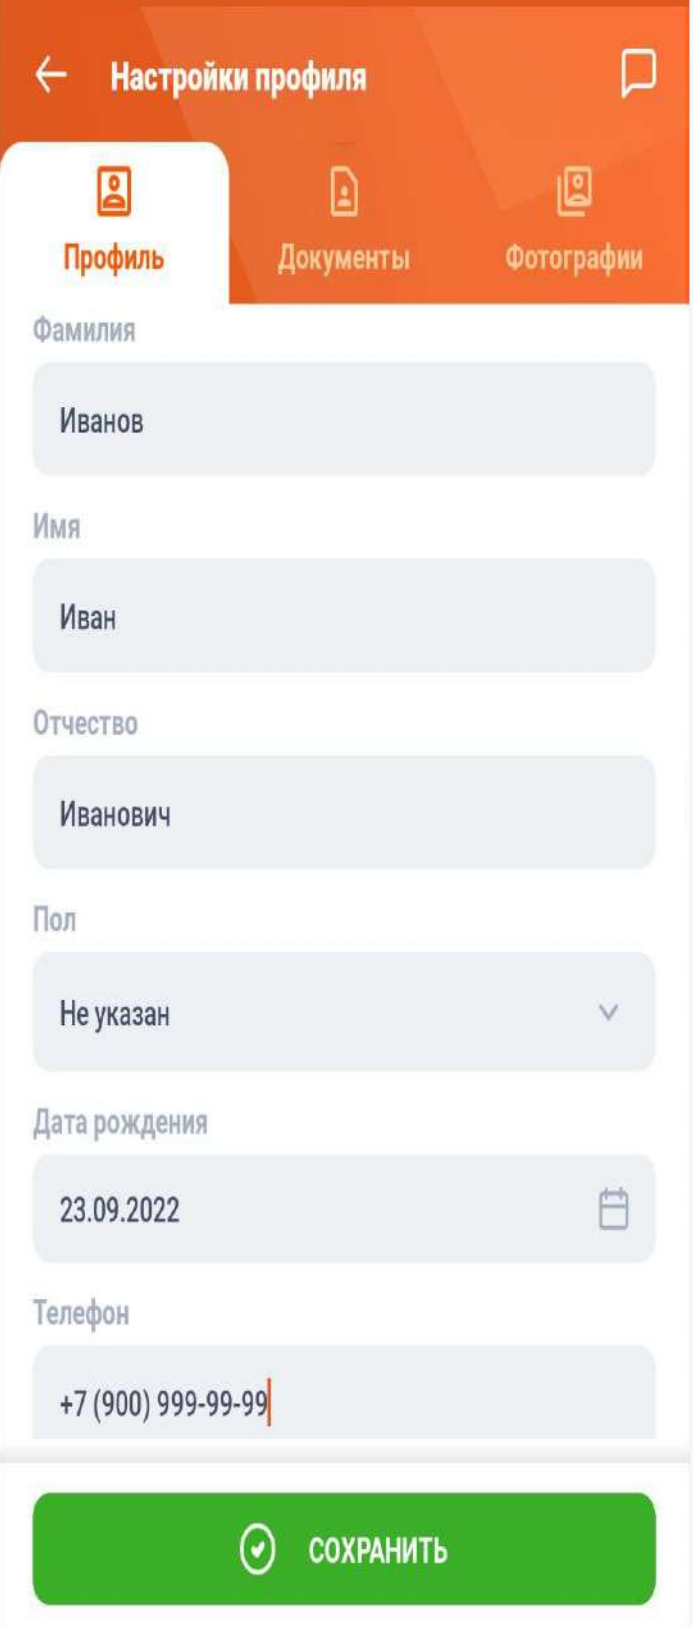 Настройки профиля
Профиль
Документы
Фотографии
Фамилия
Иванов
Имя
Иван
Отчество
Иванович
Пол
Не указан
Дата рождения
23.09.2022
Телефон
+7 (900) 999-99-99
СОХРАНИТЬ